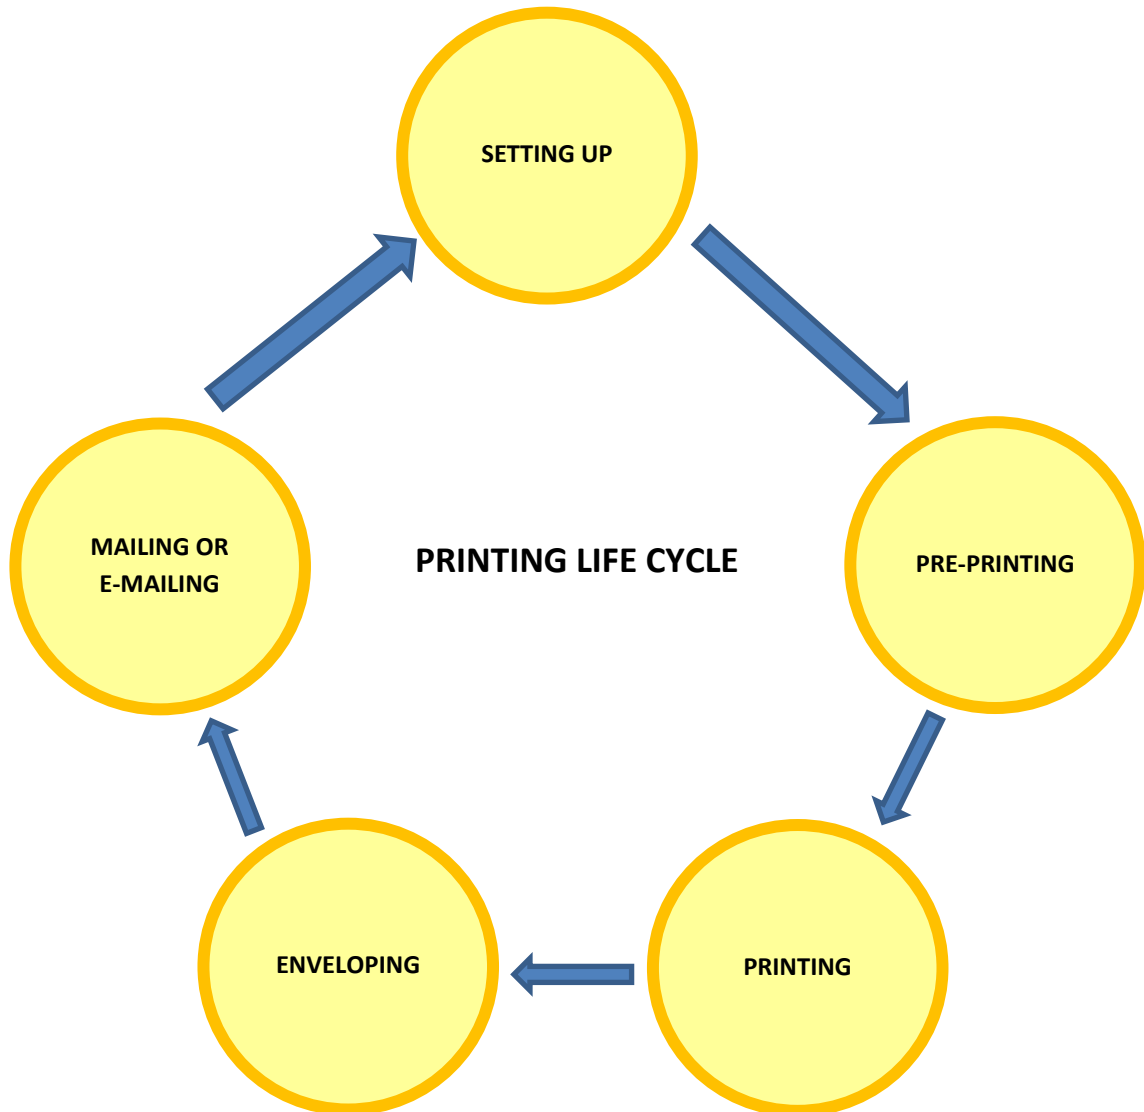 SETTING UP
PRINTING LIFE CYCLE
PRE-PRINTING
PRINTING
ENVELOPING
MAILING OR
E-MAILING